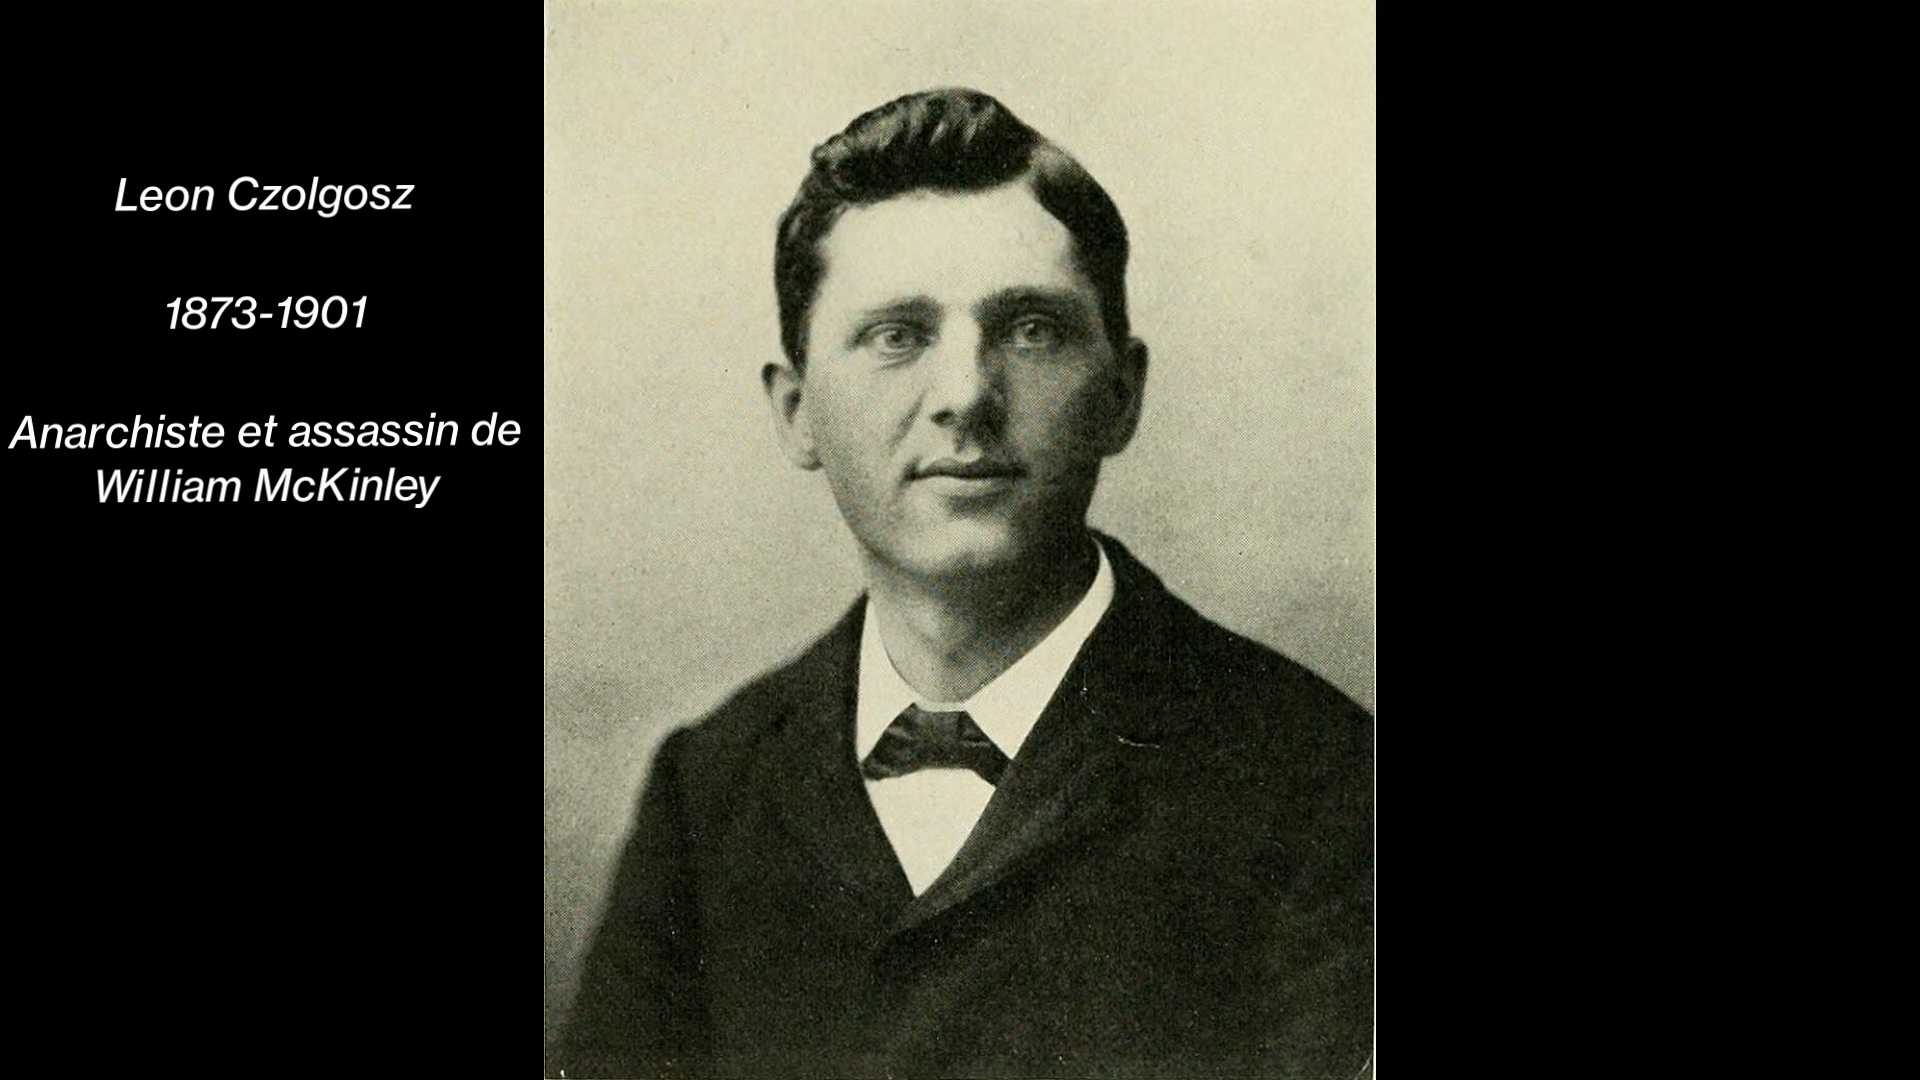 Leon Czolgosz
1873-1901
Anarchiste et assassin de
William McKinley